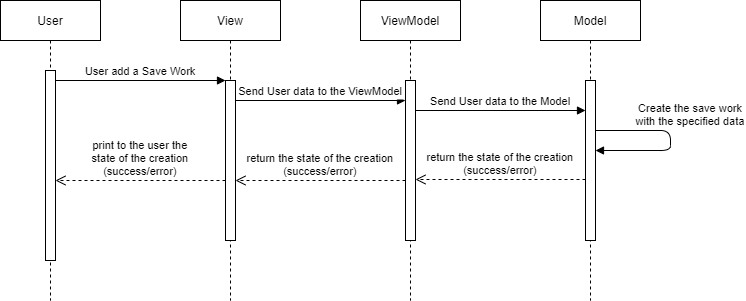 User
View
ViewModel
Model
User add a Save Work
Send User data to the ViewModel
Send User data to the Model
Create the save work
with the specified data
print to the user the
state of the creation
(success/error)
return the state of the creation
(success/error)
return the state of the creation
(success/error)